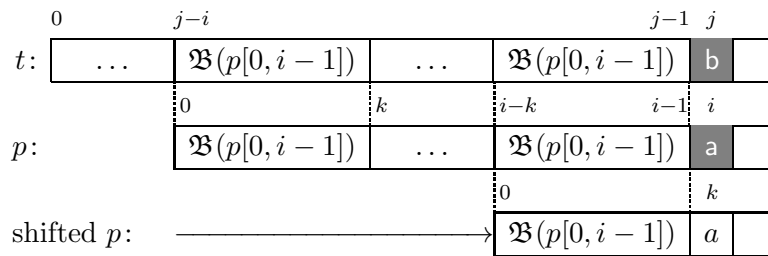 0 j−i j−1 j
t: … 𝔅(p[0, i − 1]) … 𝔅(p[0, i − 1]) b
0 k i−k i−1 i
p: 𝔅(p[0, i − 1]) … 𝔅(p[0, i − 1]) a
0 k
shifted p: 𝔅(p[0, i − 1]) a